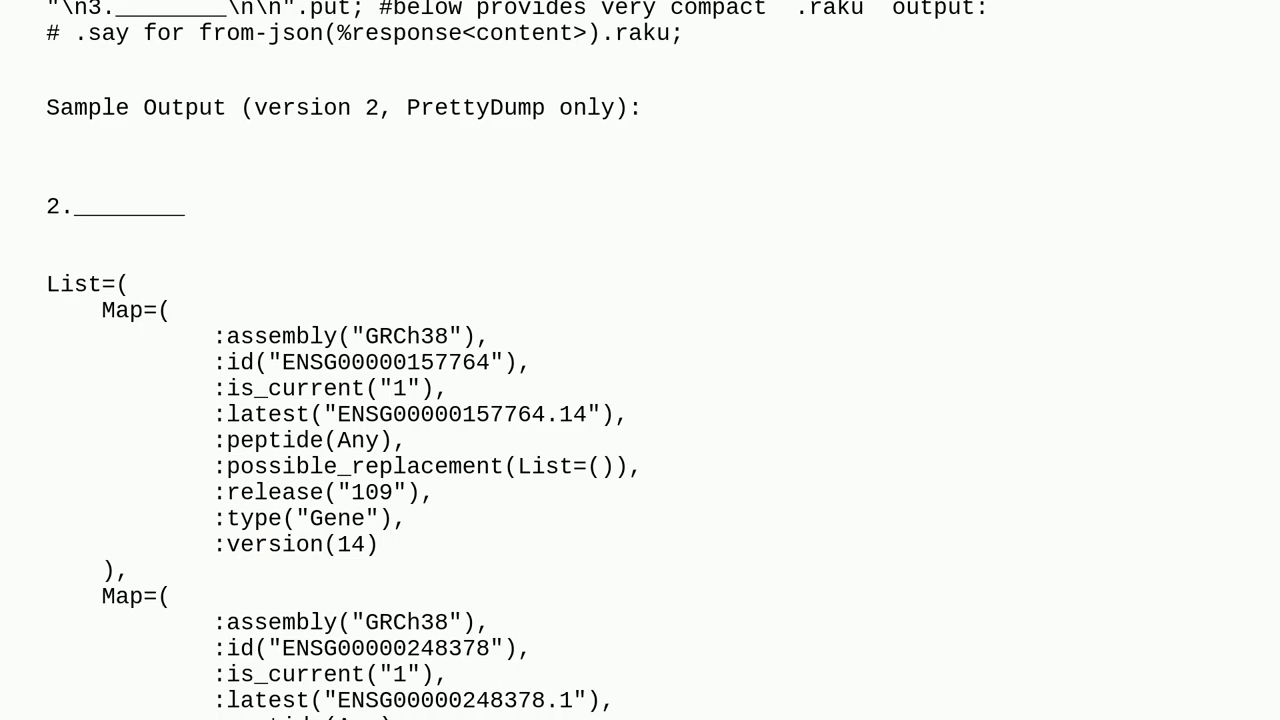 "\n3.________\n\n".put; #below provides very compact  .raku  output:
# .say for from-json(%response<content>).raku;
Sample Output (version 2, PrettyDump only):
2.________
List=(
    Map=(
            :assembly("GRCh38"),
            :id("ENSG00000157764"),
            :is_current("1"),
            :latest("ENSG00000157764.14"),
            :peptide(Any),
            :possible_replacement(List=()),
            :release("109"),
            :type("Gene"),
            :version(14)
    ),
    Map=(
            :assembly("GRCh38"),
            :id("ENSG00000248378"),
            :is_current("1"),
            :latest("ENSG00000248378.1"),